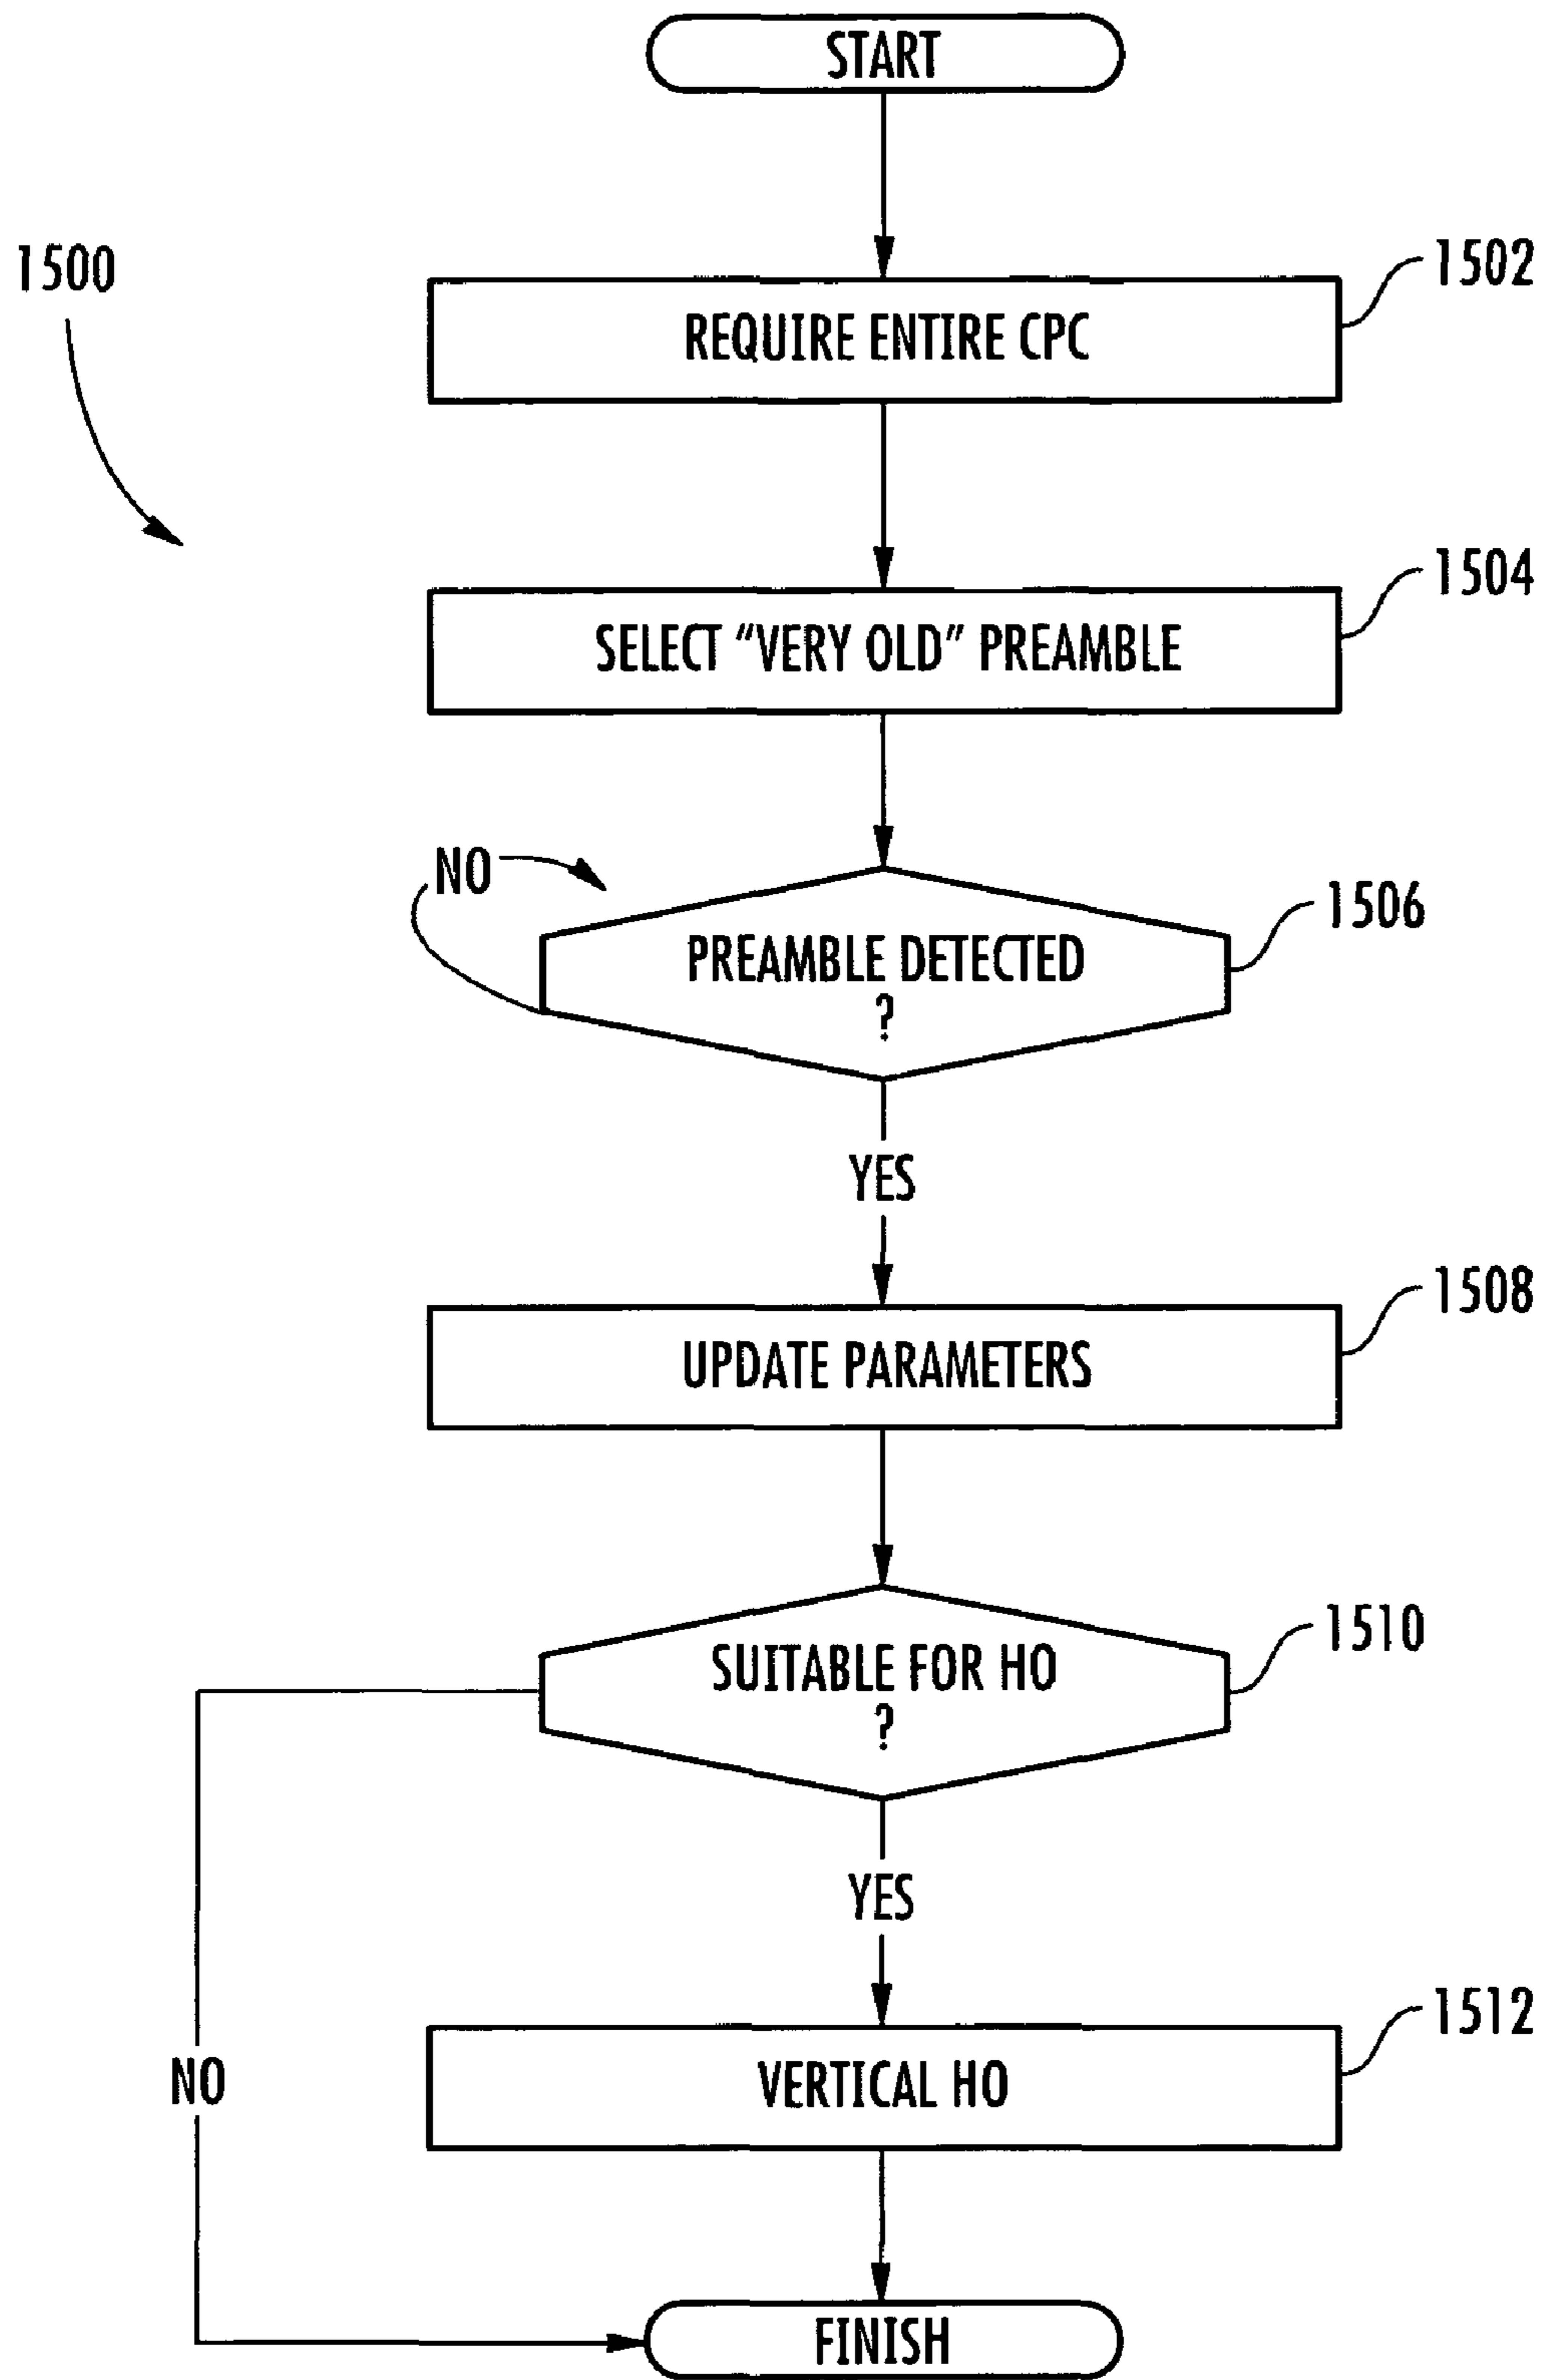 START
1500
1502
REQUIRE ENTIRE CPC
1504
SELECT “VERY OLD” PREAMBLE
NO
1506
PREAMBLE DETECTED
?
YES
1508
UPDATE PARAMETERS
1510
SUITABLE FOR HO
?
YES
1512
VERTICAL HO
NO
FINISH